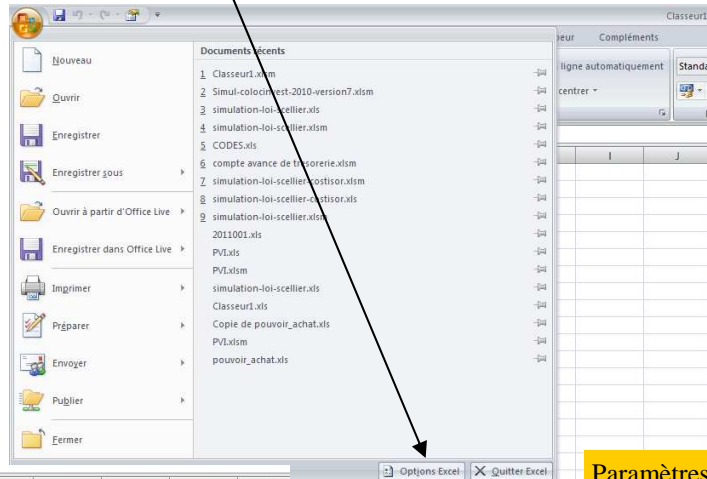 Classeur1
eur
Compléments
Nouveau
Ouvrir
Enregistrer
Enregistrer sous
Ouvrir à partir d'Office Live
Enregistrer dans Office Live
Imprimer
Préparer
Envoyer
Publier
Fermer
Documents récents
1 Classeur1.xlsm
2 Simul-colocinvest-2010-version7.xlsm
3 simulation-loi-scellier.xls
4 simulation-loi-scellier.xlsm
5 CODES.xls
6 compte avance de trésorerie.xlsm
7 simulation-loi-scellier-costisor.xlsm
8 simulation-loi-scellier-costisor.xls
9 simulation-loi-scellier.xlsm
2011001.xls
PVI.xls
PVI.xlsm
simulation-loi-scellier.xls
Classeur1.xls
Copie de pouvoir_achat.xls
PVI.xlsm
pouvoir_achat.xls
ligne automatiquement
Standa
centrer
I J
Options Excel
Quitter Excel
Paramètres